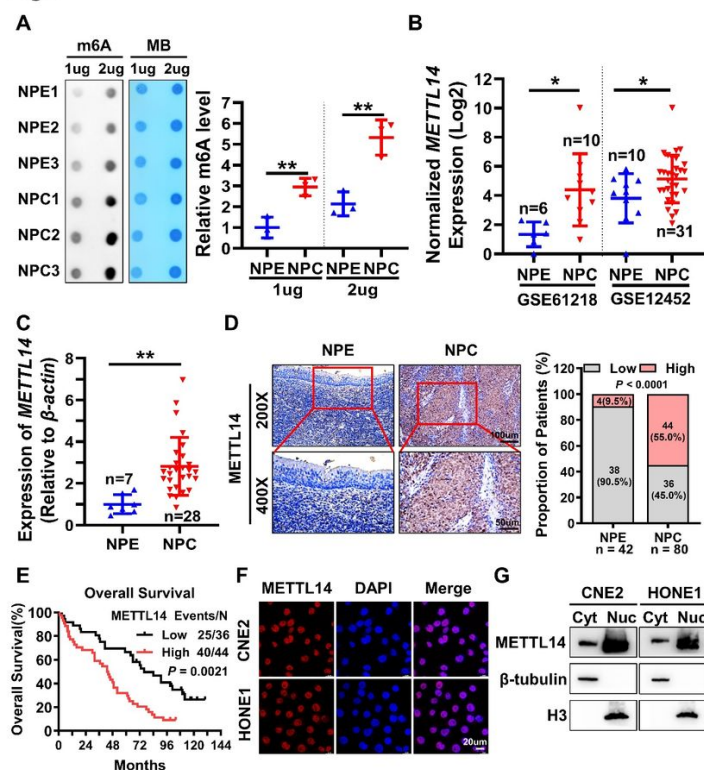 A
m6A MB
1ug 2ug 1ug 2ug
NPE1
NPE2
NPE3
NPC1
NPC2
NPC3
Relative m6A level
7
6
5
4
3
2
1
0
**
**
NPE NPC NPE NPC
1ug 2ug
B
Normalized METTL14
Expression (Log2)
12
10
8
6
4
2
0
* *
n=10
n=10
n=6
n=31
NPE NPC NPE NPC
GSE61218 GSE12452
C
Expression of METTL14
(Relative to β-actin)
8
6
4
2
0
**
n=7
n=28
NPE NPC
D
NPE NPC
METTL14
200X
400X
100um
50um
Low High
P < 0.0001
Proportion of Patients (%)
100
80
60
40
20
0
4(9.5%)
38
(90.5%)
44
(55.0%)
36
(45.0%)
NPE NPC
n = 42 n = 80
E
Overall Survival
METTL14 Events/N
Low 25/36
High 40/44
P = 0.0021
Overall Survival(%)
100
80
60
40
20
0
0 24 48 72 96 120 144
Months
F
METTL14 DAPI Merge
CNE2
HONE1
20um
G
CNE2 HONE1
Cyt Nuc Cyt Nuc
METTL14
β-tubulin
H3